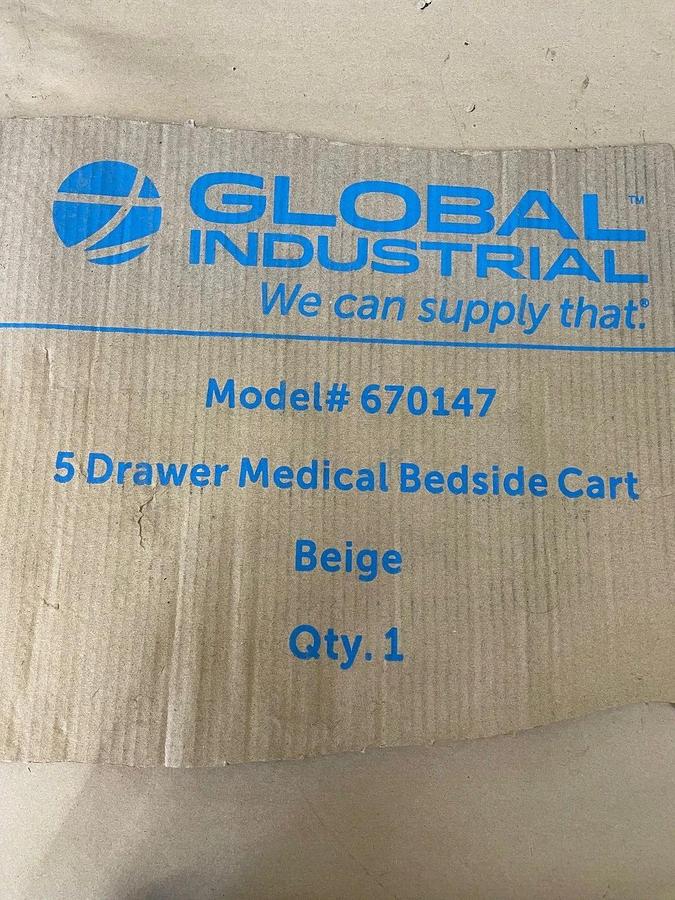 GLOBAL™
INDUSTRIAL
We can supply that.®
Model# 670147
5 Drawer Medical Bedside Cart
Beige
Qty. 1